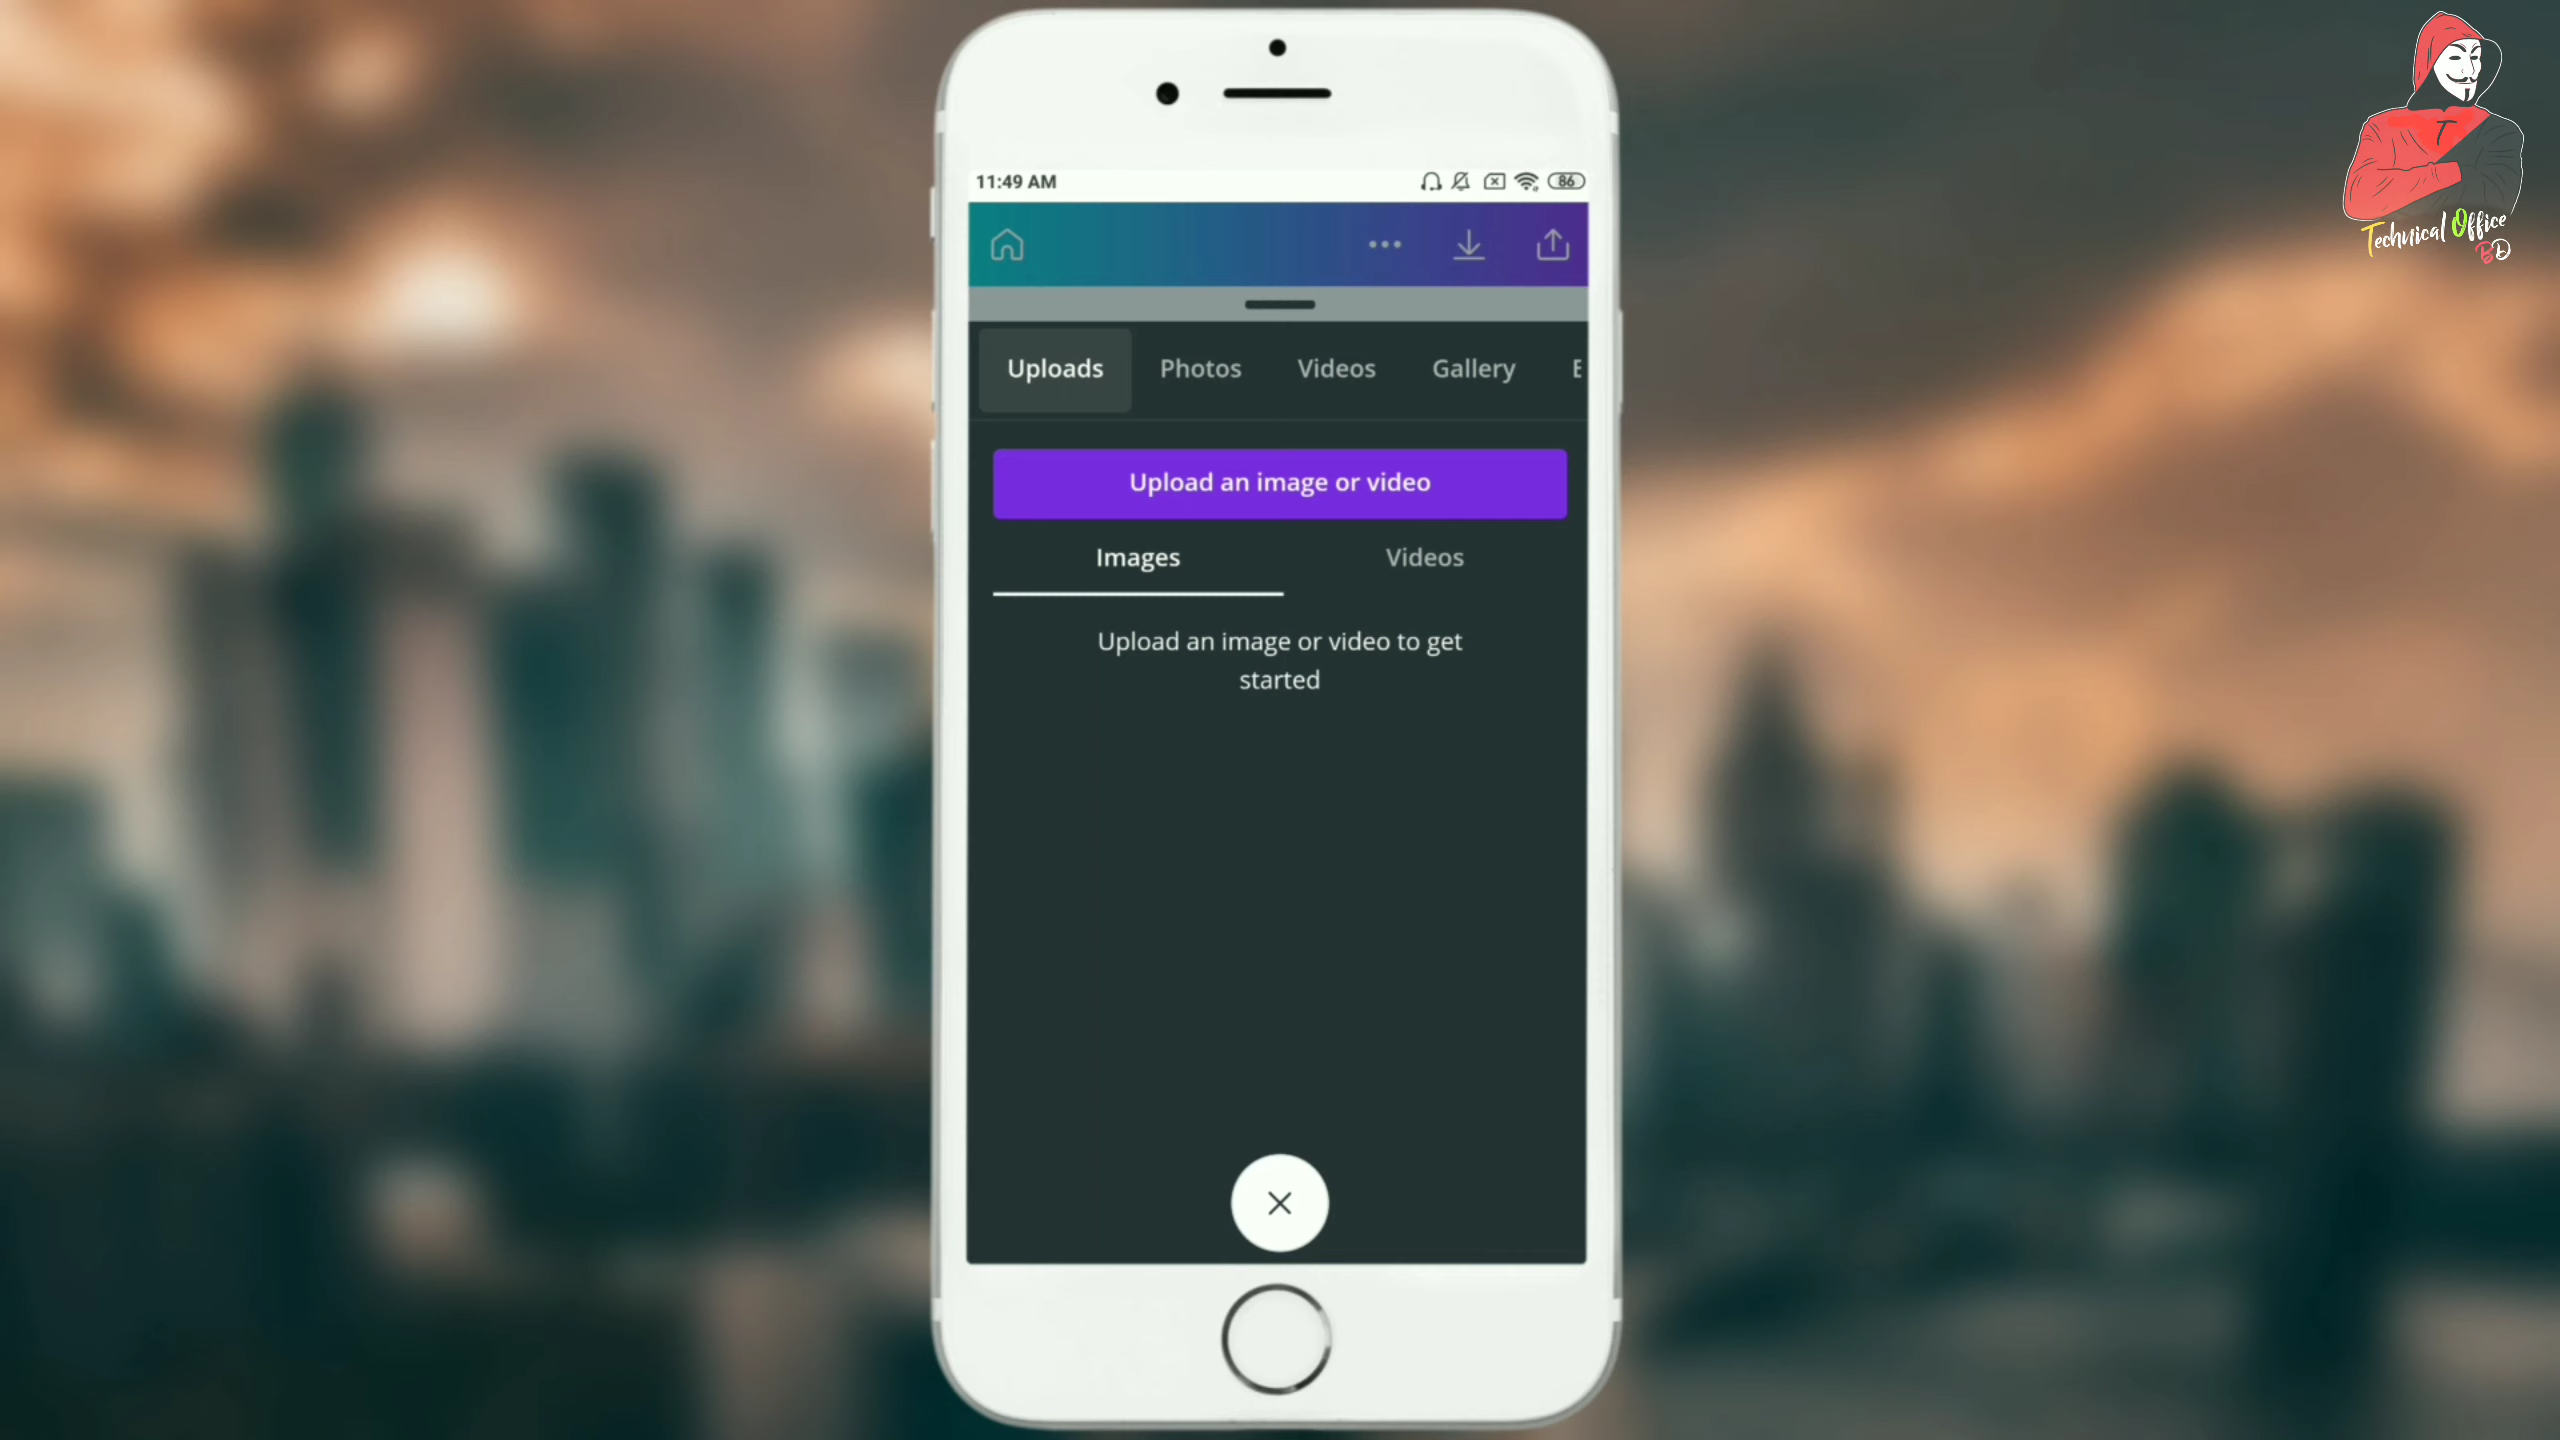 11:49 AM
86
Uploads Photos Videos Gallery
Upload an image or video
Images Videos
Upload an image or video to get
started
T
Technical Office
BD